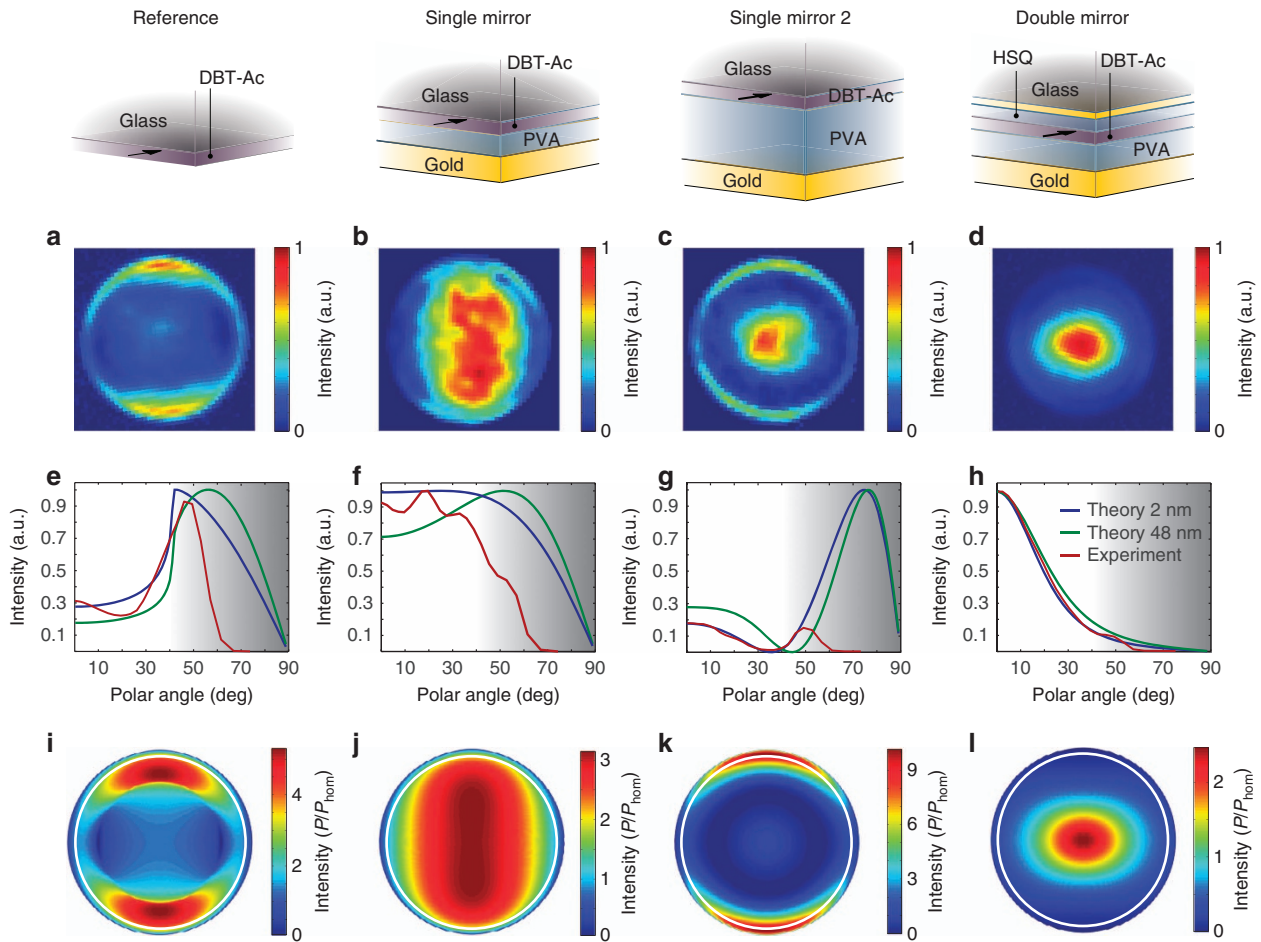 Reference Single mirror Single mirror 2 Double mirror
DBT-Ac
Glass
DBT-Ac
Glass
PVA
Gold
Glass
DBT-Ac
PVA
Gold
HSQ
DBT-Ac
Glass
PVA
Gold
a b c d
1
0
Intensity (a.u.)
1
0
Intensity (a.u.)
1
0
Intensity (a.u.)
1
0
Intensity (a.u.)
e f g h
Intensity (a.u.)
0.9
0.7
0.5
0.3
0.1
10 30 50 70 90
Polar angle (deg)
Intensity (a.u.)
0.9
0.7
0.5
0.3
0.1
10 30 50 70 90
Polar angle (deg)
Intensity (a.u.)
0.9
0.7
0.5
0.3
0.1
10 30 50 70 90
Polar angle (deg)
Intensity (a.u.)
0.9
0.7
0.5
0.3
0.1
Theory 2 nm
Theory 48 nm
Experiment
10 30 50 70 90
Polar angle (deg)
i j k l
4
2
0
Intensity (P/Phom)
3
2
1
0
Intensity (P/Phom)
9
6
3
0
Intensity (P/Phom)
2
1
0
Intensity (P/Phom)